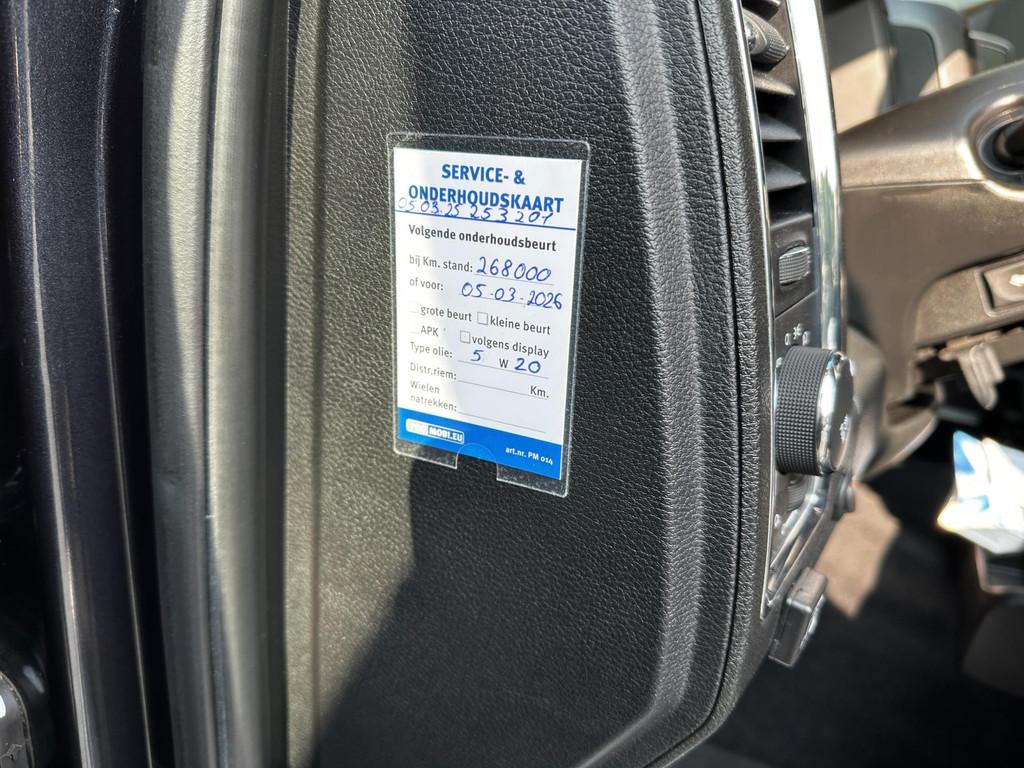 SERVICE- &
ONDERHOUDSKAART
05.03.25 253201
Volgende onderhoudsbeurt
bij Km. stand: 268000
of voor: 05-03-2026
grote beurt kleine beurt
APK volgens display
Type olie: 5 W 20
Distr.riem: Km.
Wielen
natrekken:
MOBI.EU
art.nr. PM 014